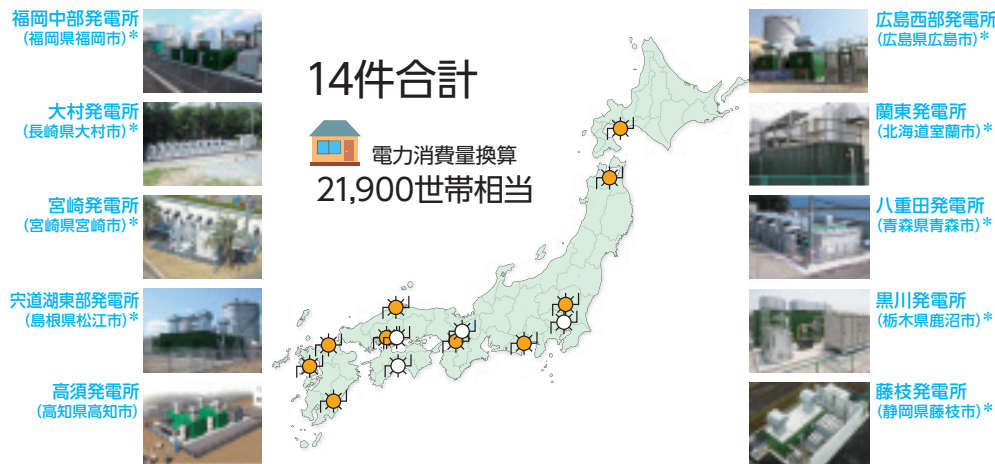 福岡中部発電所
(福岡県福岡市)*
大村発電所
(長崎県大村市)*
宮崎発電所
(宮崎県宮崎市)*
宍道湖東部発電所
(島根県松江市)*
高須発電所
(高知県高知市)
14件合計
電力消費量換算
21,900世帯相当
広島西部発電所
(広島県広島市)*
蘭東発電所
(北海道室蘭市)*
八重田発電所
(青森県青森市)*
黒川発電所
(栃木県鹿沼市)*
藤枝発電所
(静岡県藤枝市)*